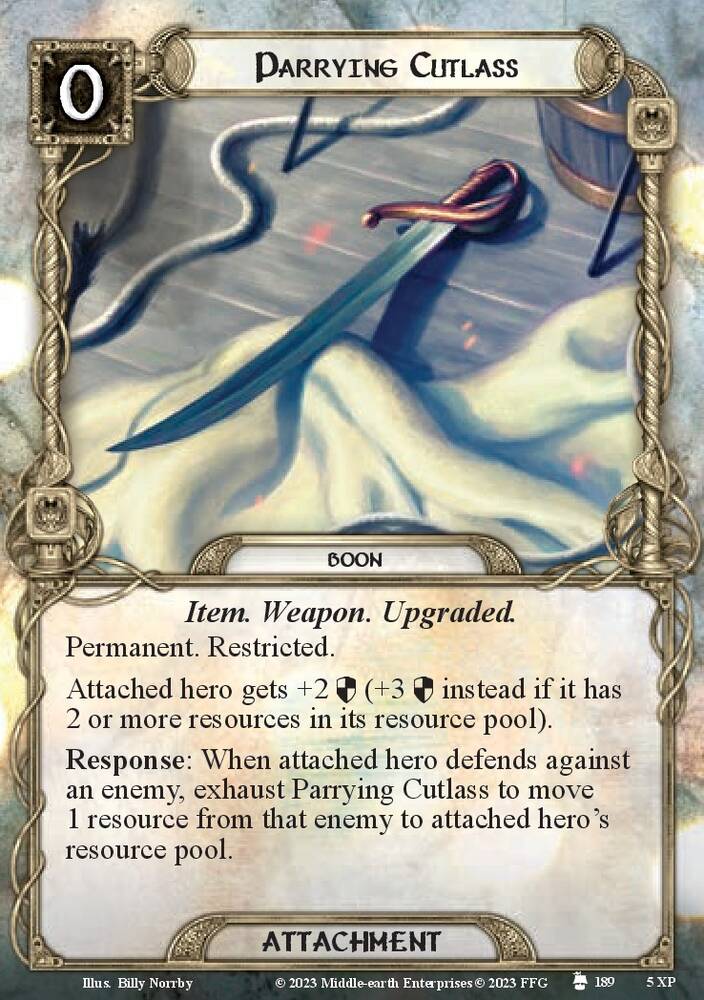 0
Parrying Cutlass
BOON
Item. Weapon. Upgraded.
Permanent. Restricted.
Attached hero gets +2 (+3 instead if it has
2 or more resources in its resource pool).
Response: When attached hero defends against
an enemy, exhaust Parrying Cutlass to move
1 resource from that enemy to attached hero's
resource pool.
ATTACHMENT
Illus. Billy Norrby © 2023 Middle-earth Enterprises © 2023 FFG 189 5 XP